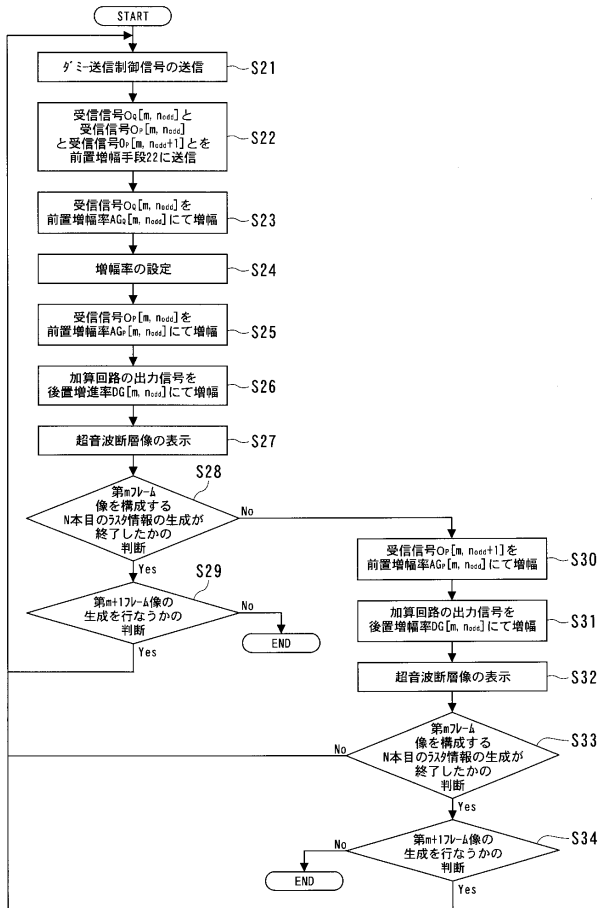 START
ダミー送信制御信号の送信
S21
受信信号OQ[m, nodd]と
受信信号OP[m, nodd]
と受信信号OP[m, nodd+1]とを
前置増幅手段22に送信
S22
受信信号OQ[m, nodd]を
前置増幅率AGQ[m, nodd]にて増幅
S23
増幅率の設定
S24
受信信号OP[m, nodd]を
前置増幅率AGP[m, nodd]にて増幅
S25
加算回路の出力信号を
後置増進率DG[m, nodd]にて増幅
S26
超音波断層像の表示
S27
S28
第mフレーム
像を構成する
N本目のラスタ情報の生成が
終了したかの
判断
No
Yes
S29
第m+1フレーム像の
生成を行なうかの
判断
No
END
Yes
受信信号OP[m, nodd+1]を
前置増幅率AGP[m, nodd]にて増幅
S30
加算回路の出力信号を
後置増幅率DG[m, nodd]にて増幅
S31
超音波断層像の表示
S32
第mフレーム
像を構成する
N本目のラスタ情報の生成が
終了したかの
判断
S33
No
Yes
第m+1フレーム像の
生成を行なうかの
判断
S34
No
END
Yes